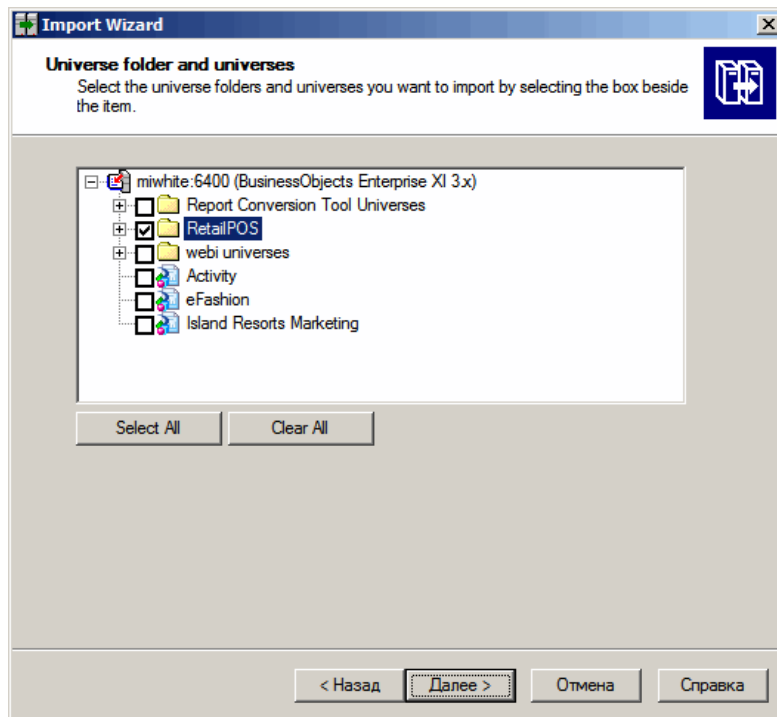 Import Wizard
Universe folder and universes
Select the universe folders and universes you want to import by selecting the box beside
the item.
miwhite:6400 (BusinessObjects Enterprise XI 3.x)
Report Conversion Tool Universes
RetailPOS
webi universes
Activity
eFashion
Island Resorts Marketing
Select All Clear All
< Назад Далее > Отмена Справка